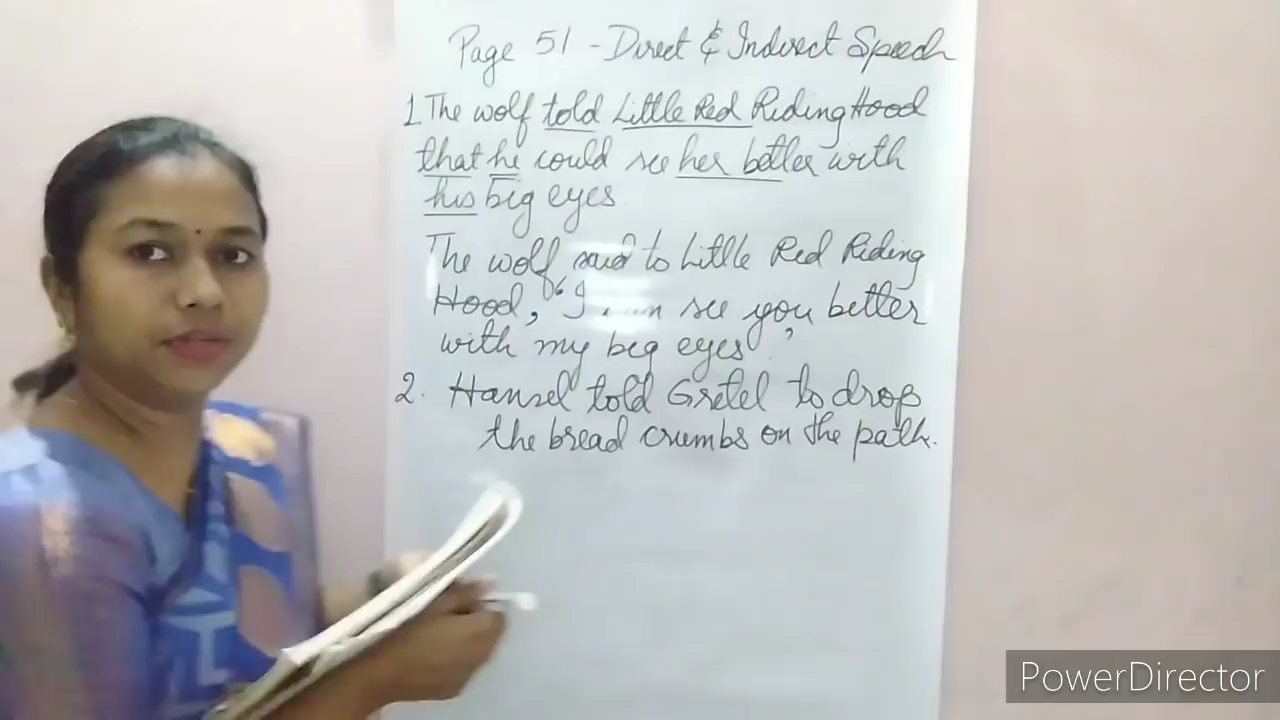 Page 51 - Direct & Indirect Speech
1. The wolf told Little Red Riding Hood
that he could see her better with
his big eyes.
The wolf said to Little Red Riding
Hood, "I see you better
with my big eyes"
2. Hansel told Gretel to drop
the bread crumbs on the path.
PowerDirector